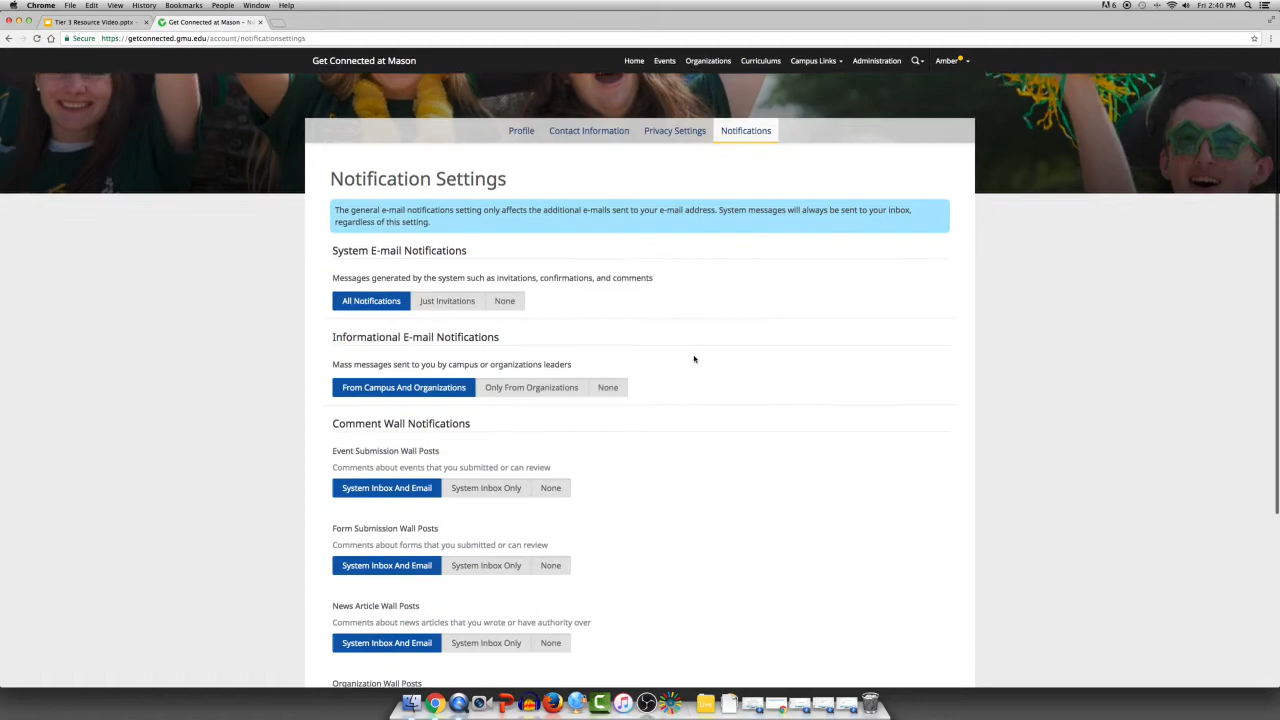 Chrome File Edit View History Bookmarks People Window Help
6 Fri 2:40 PM
Tier 3 Resource Video.pptx Get Connected at Mason – No
Secure https://getconnected.gmu.edu/account/notificationsettings
Get Connected at Mason Home Events Organizations Curriculums Campus Links Administration Amber
Profile Contact Information Privacy Settings Notifications
Notification Settings
The general e-mail notifications setting only affects the additional e-mails sent to your e-mail address. System messages will always be sent to your inbox,
regardless of this setting.
System E-mail Notifications
Messages generated by the system such as invitations, confirmations, and comments
All Notifications Just Invitations None
Informational E-mail Notifications
Mass messages sent to you by campus or organizations leaders
From Campus And Organizations Only From Organizations None
Comment Wall Notifications
Event Submission Wall Posts
Comments about events that you submitted or can review
System Inbox And Email System Inbox Only None
Form Submission Wall Posts
Comments about forms that you submitted or can review
System Inbox And Email System Inbox Only None
News Article Wall Posts
Comments about news articles that you wrote or have authority over
System Inbox And Email System Inbox Only None
Organization Wall Posts